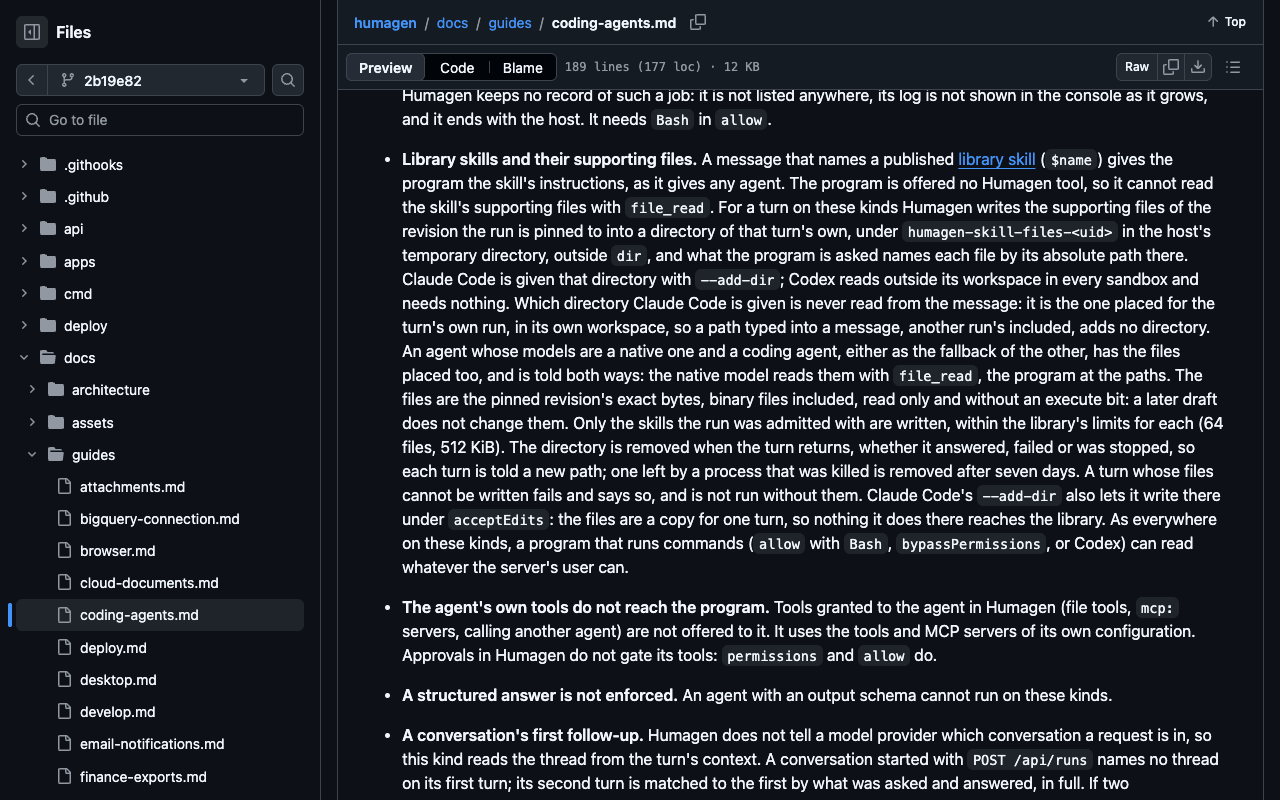 Files
2b19e82
Go to file
.githooks
.github
api
apps
cmd
deploy
docs
architecture
assets
guides
attachments.md
bigquery-connection.md
browser.md
cloud-documents.md
coding-agents.md
deploy.md
desktop.md
develop.md
email-notifications.md
finance-exports.md
humagen / docs / guides / coding-agents.md
Top
Preview Code Blame 189 lines (177 loc) · 12 KB Raw
Humagen keeps no record of such a job: it is not listed anywhere, its log is not shown in the console as it grows,
and it ends with the host. It needs Bash in allow.
• Library skills and their supporting files. A message that names a published library skill ($name) gives the
program the skill's instructions, as it gives any agent. The program is offered no Humagen tool, so it cannot read
the skill's supporting files with file_read. For a turn on these kinds Humagen writes the supporting files of the
revision the run is pinned to into a directory of that turn's own, under humagen-skill-files-<uid> in the host's
temporary directory, outside dir, and what the program is asked names each file by its absolute path there.
Claude Code is given that directory with --add-dir; Codex reads outside its workspace in every sandbox and
needs nothing. Which directory Claude Code is given is never read from the message: it is the one placed for the
turn's own run, in its own workspace, so a path typed into a message, another run's included, adds no directory.
An agent whose models are a native one and a coding agent, either as the fallback of the other, has the files
placed too, and is told both ways: the native model reads them with file_read, the program at the paths. The
files are the pinned revision's exact bytes, binary files included, read only and without an execute bit: a later draft
does not change them. Only the skills the run was admitted with are written, within the library's limits for each (64
files, 512 KiB). The directory is removed when the turn returns, whether it answered, failed or was stopped, so
each turn is told a new path; one left by a process that was killed is removed after seven days. A turn whose files
cannot be written fails and says so, and is not run without them. Claude Code's --add-dir also lets it write there
under acceptEdits: the files are a copy for one turn, so nothing it does there reaches the library. As everywhere
on these kinds, a program that runs commands (allow with Bash, bypassPermissions, or Codex) can read
whatever the server's user can.
• The agent's own tools do not reach the program. Tools granted to the agent in Humagen (file tools, mcp:
servers, calling another agent) are not offered to it. It uses the tools and MCP servers of its own configuration.
Approvals in Humagen do not gate its tools: permissions and allow do.
• A structured answer is not enforced. An agent with an output schema cannot run on these kinds.
• A conversation's first follow-up. Humagen does not tell a model provider which conversation a request is in, so
this kind reads the thread from the turn's context. A conversation started with POST /api/runs names no thread
on its first turn; its second turn is matched to the first by what was asked and answered, in full. If two